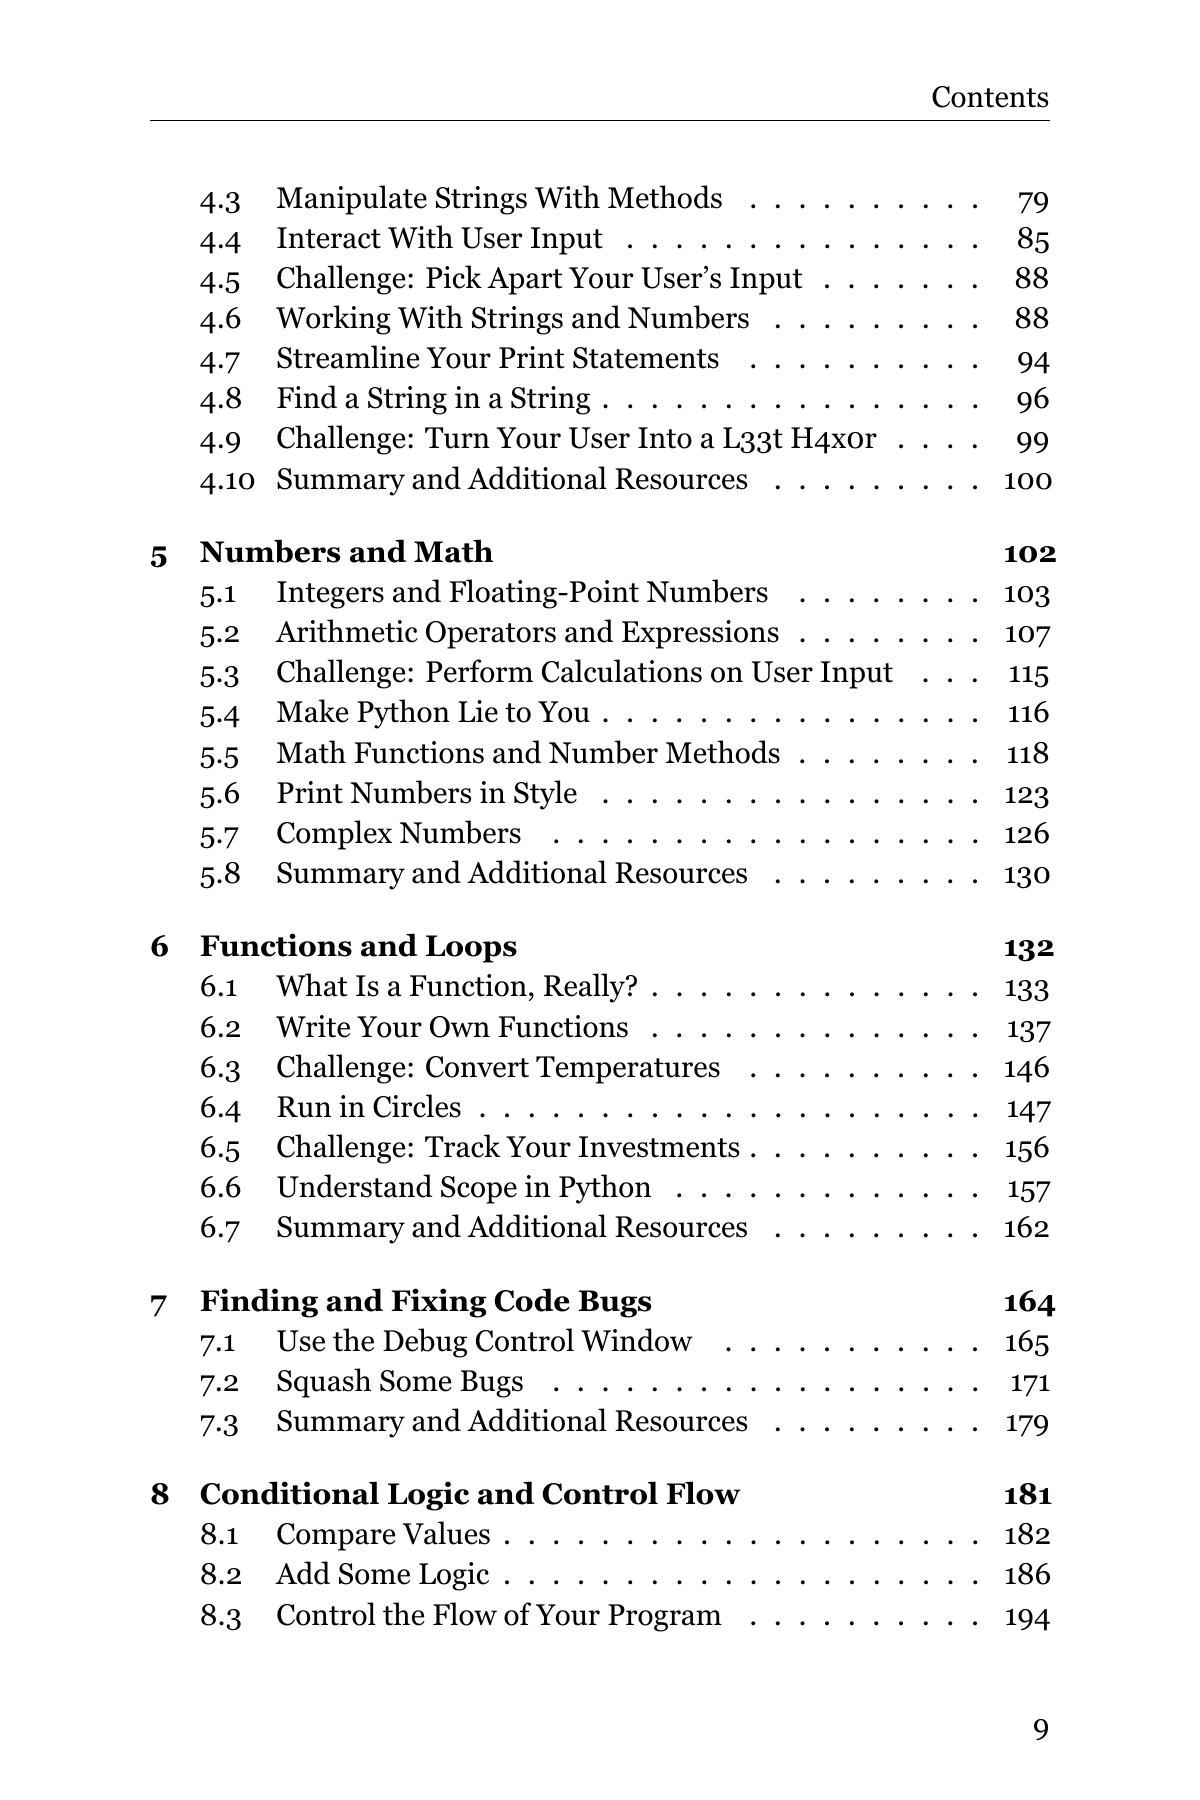 Contents
4.3 Manipulate Strings With Methods . . . . . . . . . . 79
4.4 Interact With User Input . . . . . . . . . . . . . . . 85
4.5 Challenge: Pick Apart Your User’s Input . . . . . . . 88
4.6 Working With Strings and Numbers . . . . . . . . . 88
4.7 Streamline Your Print Statements . . . . . . . . . . 94
4.8 Find a String in a String . . . . . . . . . . . . . . . . 96
4.9 Challenge: Turn Your User Into a L33t H4x0r . . . . 99
4.10 Summary and Additional Resources . . . . . . . . . 100
5 Numbers and Math 102
5.1 Integers and Floating-Point Numbers . . . . . . . . 103
5.2 Arithmetic Operators and Expressions . . . . . . . . 107
5.3 Challenge: Perform Calculations on User Input . . . 115
5.4 Make Python Lie to You . . . . . . . . . . . . . . . . 116
5.5 Math Functions and Number Methods . . . . . . . . 118
5.6 Print Numbers in Style . . . . . . . . . . . . . . . . 123
5.7 Complex Numbers . . . . . . . . . . . . . . . . . . 126
5.8 Summary and Additional Resources . . . . . . . . . 130
6 Functions and Loops 132
6.1 What Is a Function, Really? . . . . . . . . . . . . . . 133
6.2 Write Your Own Functions . . . . . . . . . . . . . . 137
6.3 Challenge: Convert Temperatures . . . . . . . . . . 146
6.4 Run in Circles . . . . . . . . . . . . . . . . . . . . . 147
6.5 Challenge: Track Your Investments . . . . . . . . . . 156
6.6 Understand Scope in Python . . . . . . . . . . . . . 157
6.7 Summary and Additional Resources . . . . . . . . . 162
7 Finding and Fixing Code Bugs 164
7.1 Use the Debug Control Window . . . . . . . . . . . 165
7.2 Squash Some Bugs . . . . . . . . . . . . . . . . . . 171
7.3 Summary and Additional Resources . . . . . . . . . 179
8 Conditional Logic and Control Flow 181
8.1 Compare Values . . . . . . . . . . . . . . . . . . . . 182
8.2 Add Some Logic . . . . . . . . . . . . . . . . . . . . 186
8.3 Control the Flow of Your Program . . . . . . . . . . 194
9